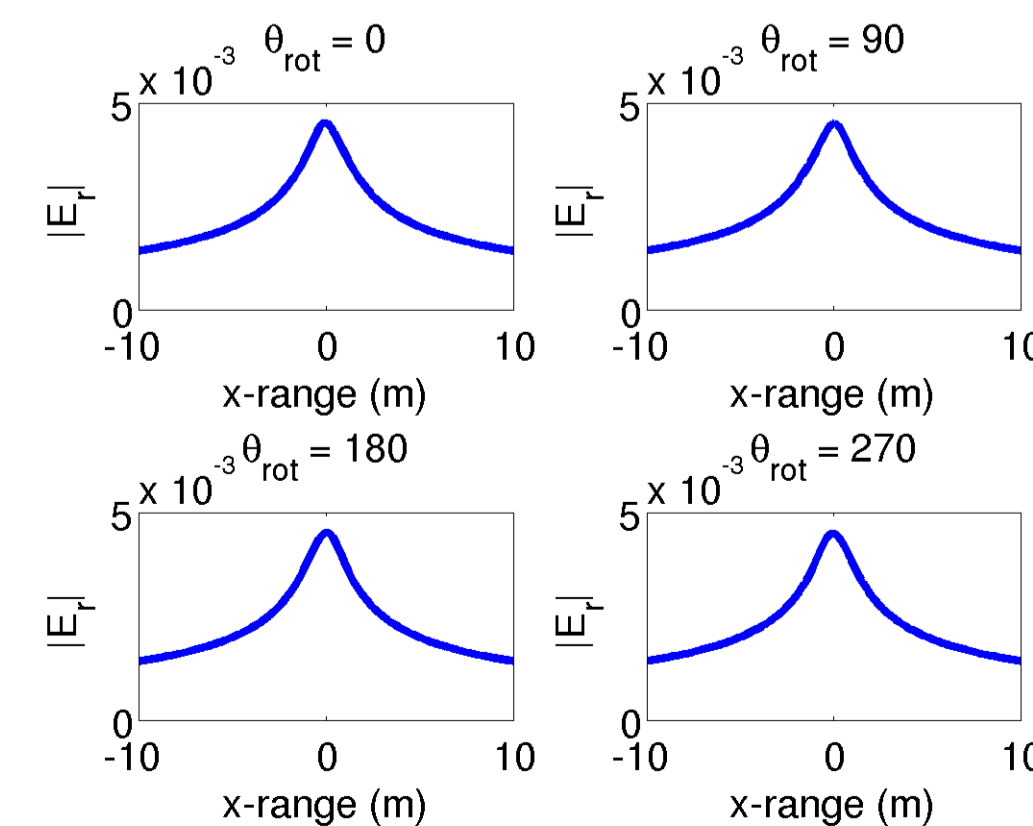 θrot = 0
x 10-3
5
|Er|
0
-10 0 10
x-range (m)
θrot = 90
x 10-3
5
|Er|
0
-10 0 10
x-range (m)
θrot = 180
x 10-3
5
|Er|
0
-10 0 10
x-range (m)
θrot = 270
x 10-3
5
|Er|
0
-10 0 10
x-range (m)